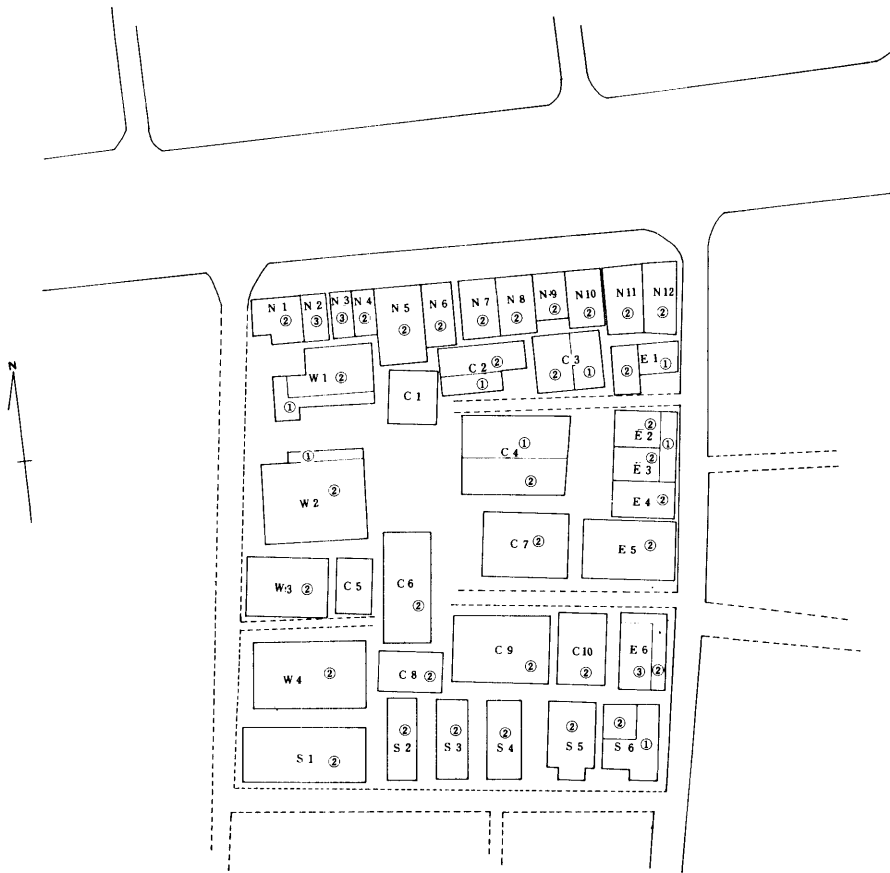 N
N 1 ②
N 2 ③
N 3 ③
N 4 ②
N 5 ②
N 6 ②
N 7 ②
N 8 ②
N 9 ②
N10 ②
N11 ②
N12 ②
W 1 ② ①
C 1
C 2 ② ①
C 3 ② ①
E 1 ② ①
C 4 ① ②
E 2 ② ①
E 3 ②
E 4 ②
W 2 ① ②
C 7 ②
E 5 ②
W 3 ②
C 5
C 6 ②
W 4 ②
C 8 ②
C 9 ②
C 10 ②
E 6 ③ ②
S 1 ②
S 2 ②
S 3 ②
S 4 ②
S 5 ②
S 6 ② ①